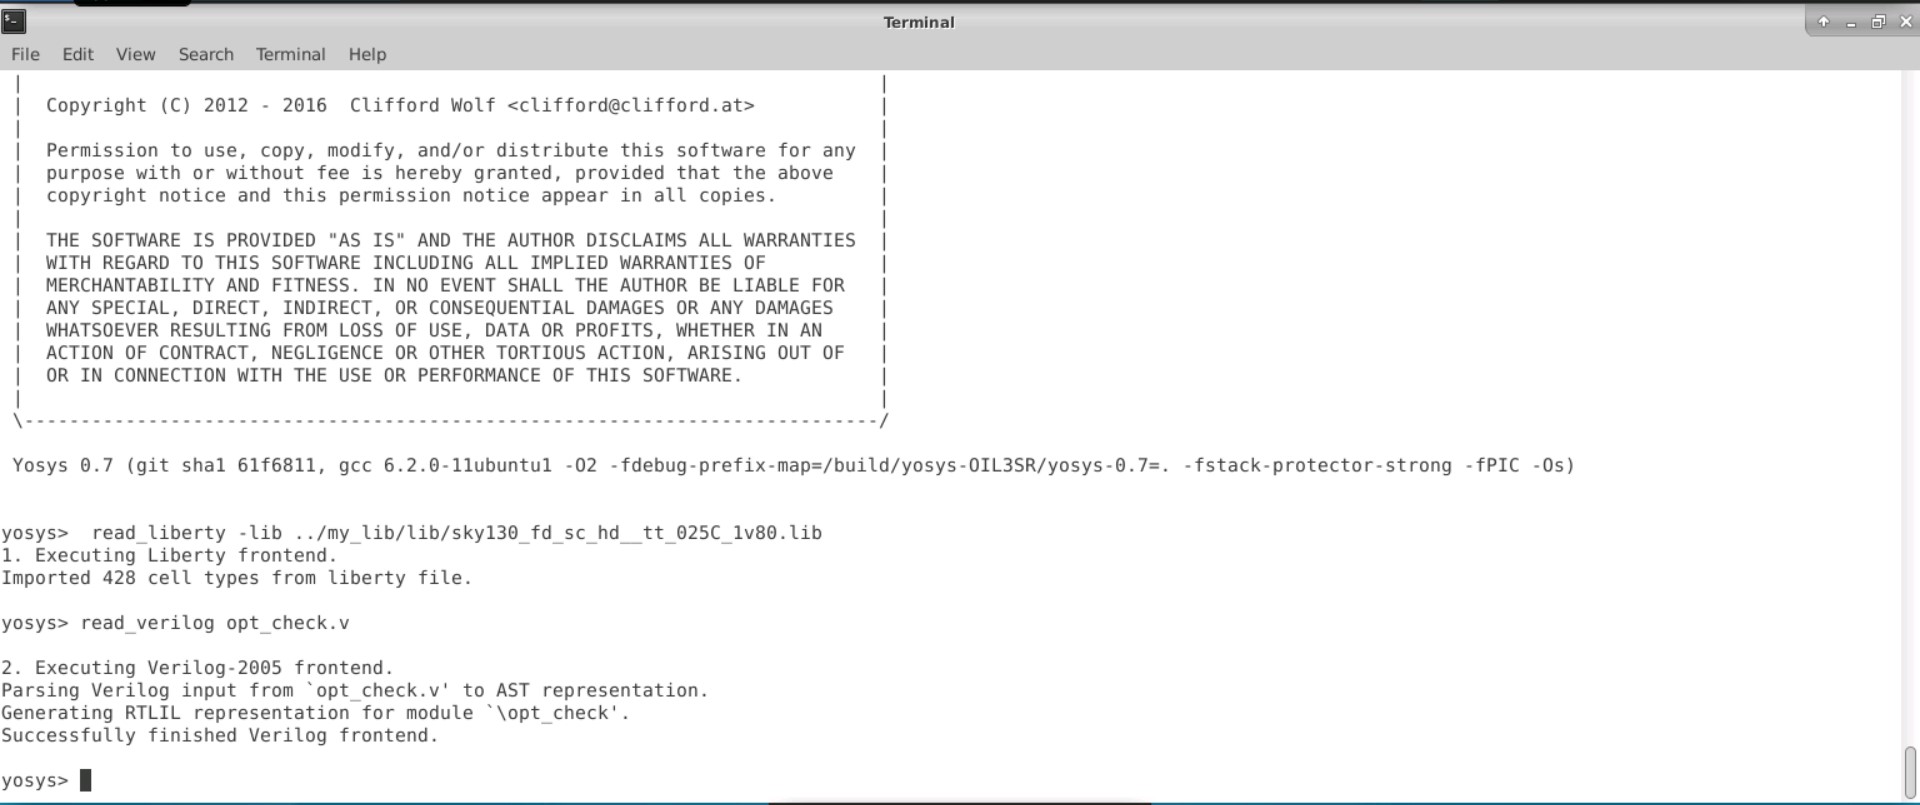 Terminal
File Edit View Search Terminal Help
| |
| Copyright (C) 2012 - 2016  Clifford Wolf <clifford@clifford.at> |
| |
| Permission to use, copy, modify, and/or distribute this software for any |
| purpose with or without fee is hereby granted, provided that the above |
| copyright notice and this permission notice appear in all copies. |
| |
| THE SOFTWARE IS PROVIDED "AS IS" AND THE AUTHOR DISCLAIMS ALL WARRANTIES |
| WITH REGARD TO THIS SOFTWARE INCLUDING ALL IMPLIED WARRANTIES OF |
| MERCHANTABILITY AND FITNESS. IN NO EVENT SHALL THE AUTHOR BE LIABLE FOR |
| ANY SPECIAL, DIRECT, INDIRECT, OR CONSEQUENTIAL DAMAGES OR ANY DAMAGES |
| WHATSOEVER RESULTING FROM LOSS OF USE, DATA OR PROFITS, WHETHER IN AN |
| ACTION OF CONTRACT, NEGLIGENCE OR OTHER TORTIOUS ACTION, ARISING OUT OF |
| OR IN CONNECTION WITH THE USE OR PERFORMANCE OF THIS SOFTWARE. |
| |
\----------------------------------------------------------------------------/
Yosys 0.7 (git sha1 61f6811, gcc 6.2.0-11ubuntu1 -O2 -fdebug-prefix-map=/build/yosys-OIL3SR/yosys-0.7=. -fstack-protector-strong -fPIC -Os)
yosys>  read_liberty -lib ../my_lib/lib/sky130_fd_sc_hd__tt_025C_1v80.lib
1. Executing Liberty frontend.
Imported 428 cell types from liberty file.
yosys> read_verilog opt_check.v
2. Executing Verilog-2005 frontend.
Parsing Verilog input from `opt_check.v' to AST representation.
Generating RTLIL representation for module `\opt_check'.
Successfully finished Verilog frontend.
yosys>